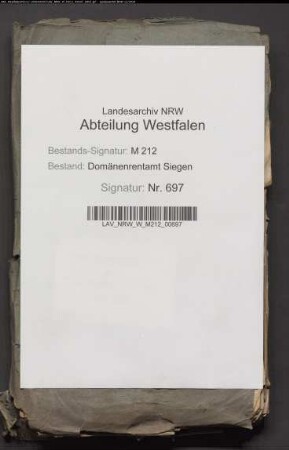 Landesarchiv NRW
Abteilung Westfalen
Bestands-Signatur: M 212
Bestand: Domänenrentamt Siegen
Signatur: Nr. 697
LAV_NRW_W_M212_00697